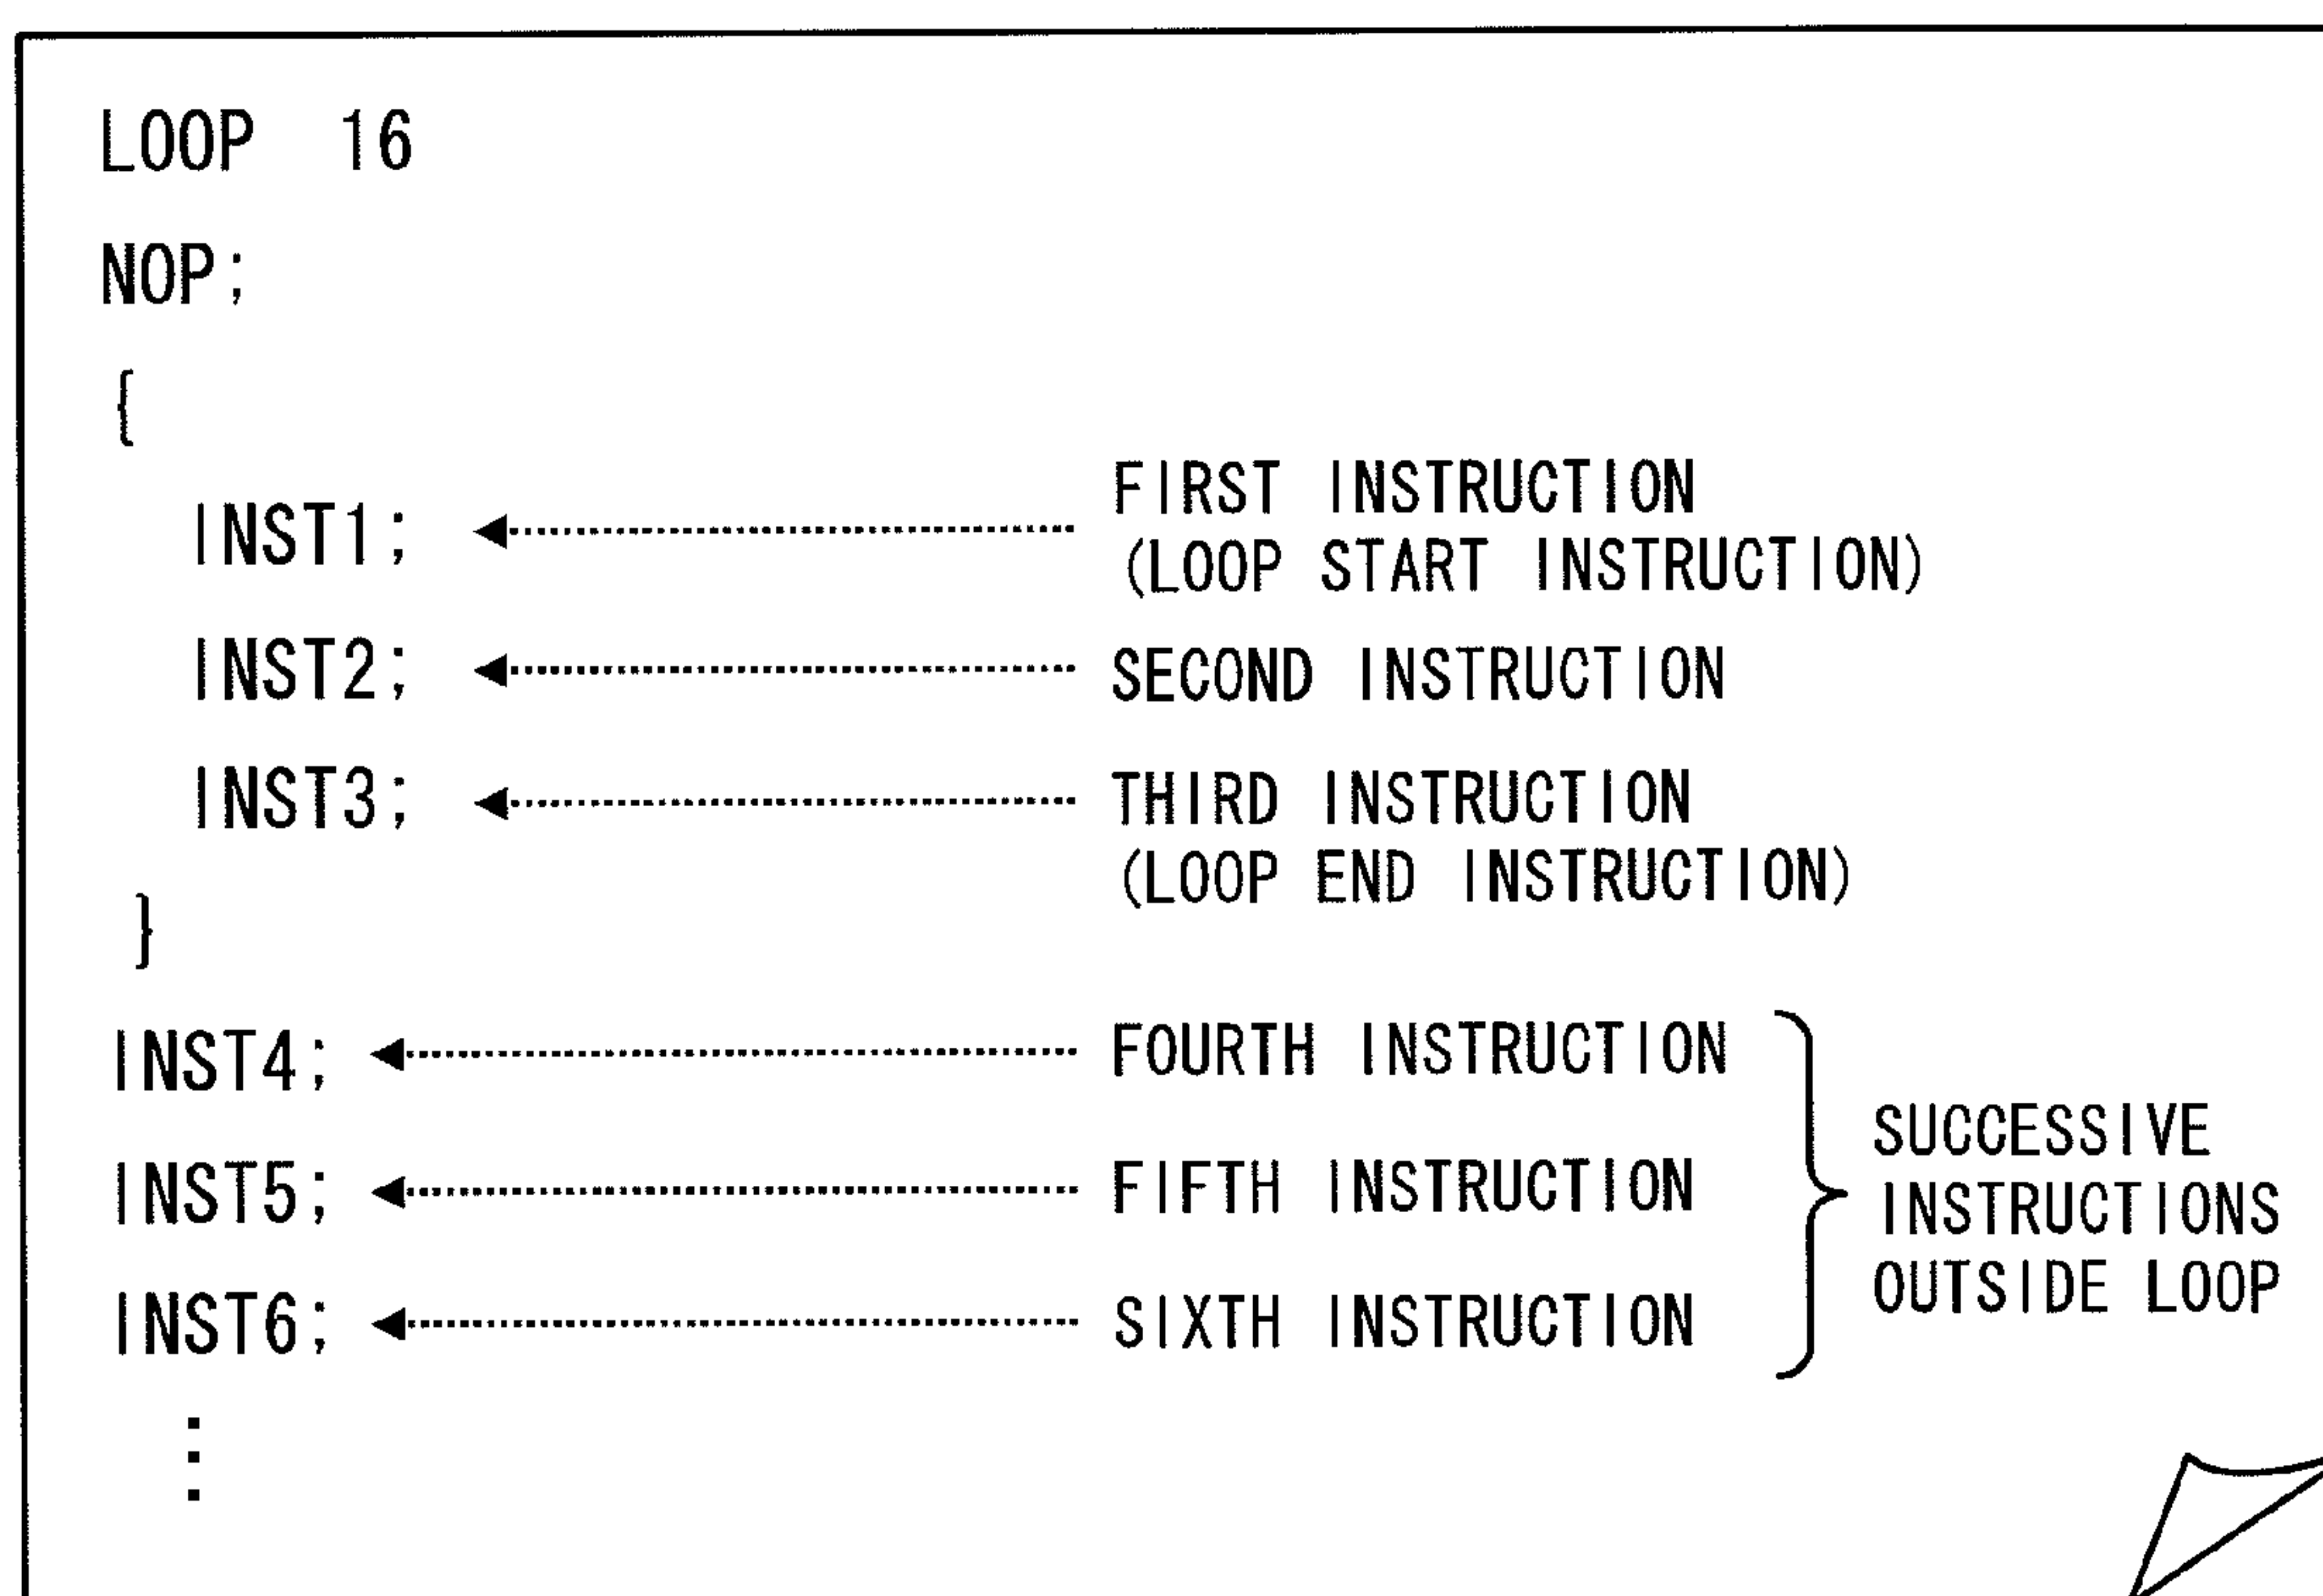 LOOP 16
NOP;
{
INST1; FIRST INSTRUCTION
(LOOP START INSTRUCTION)
INST2; SECOND INSTRUCTION
INST3; THIRD INSTRUCTION
(LOOP END INSTRUCTION)
}
INST4; FOURTH INSTRUCTION
INST5; FIFTH INSTRUCTION
INST6; SIXTH INSTRUCTION
SUCCESSIVE
INSTRUCTIONS
OUTSIDE LOOP